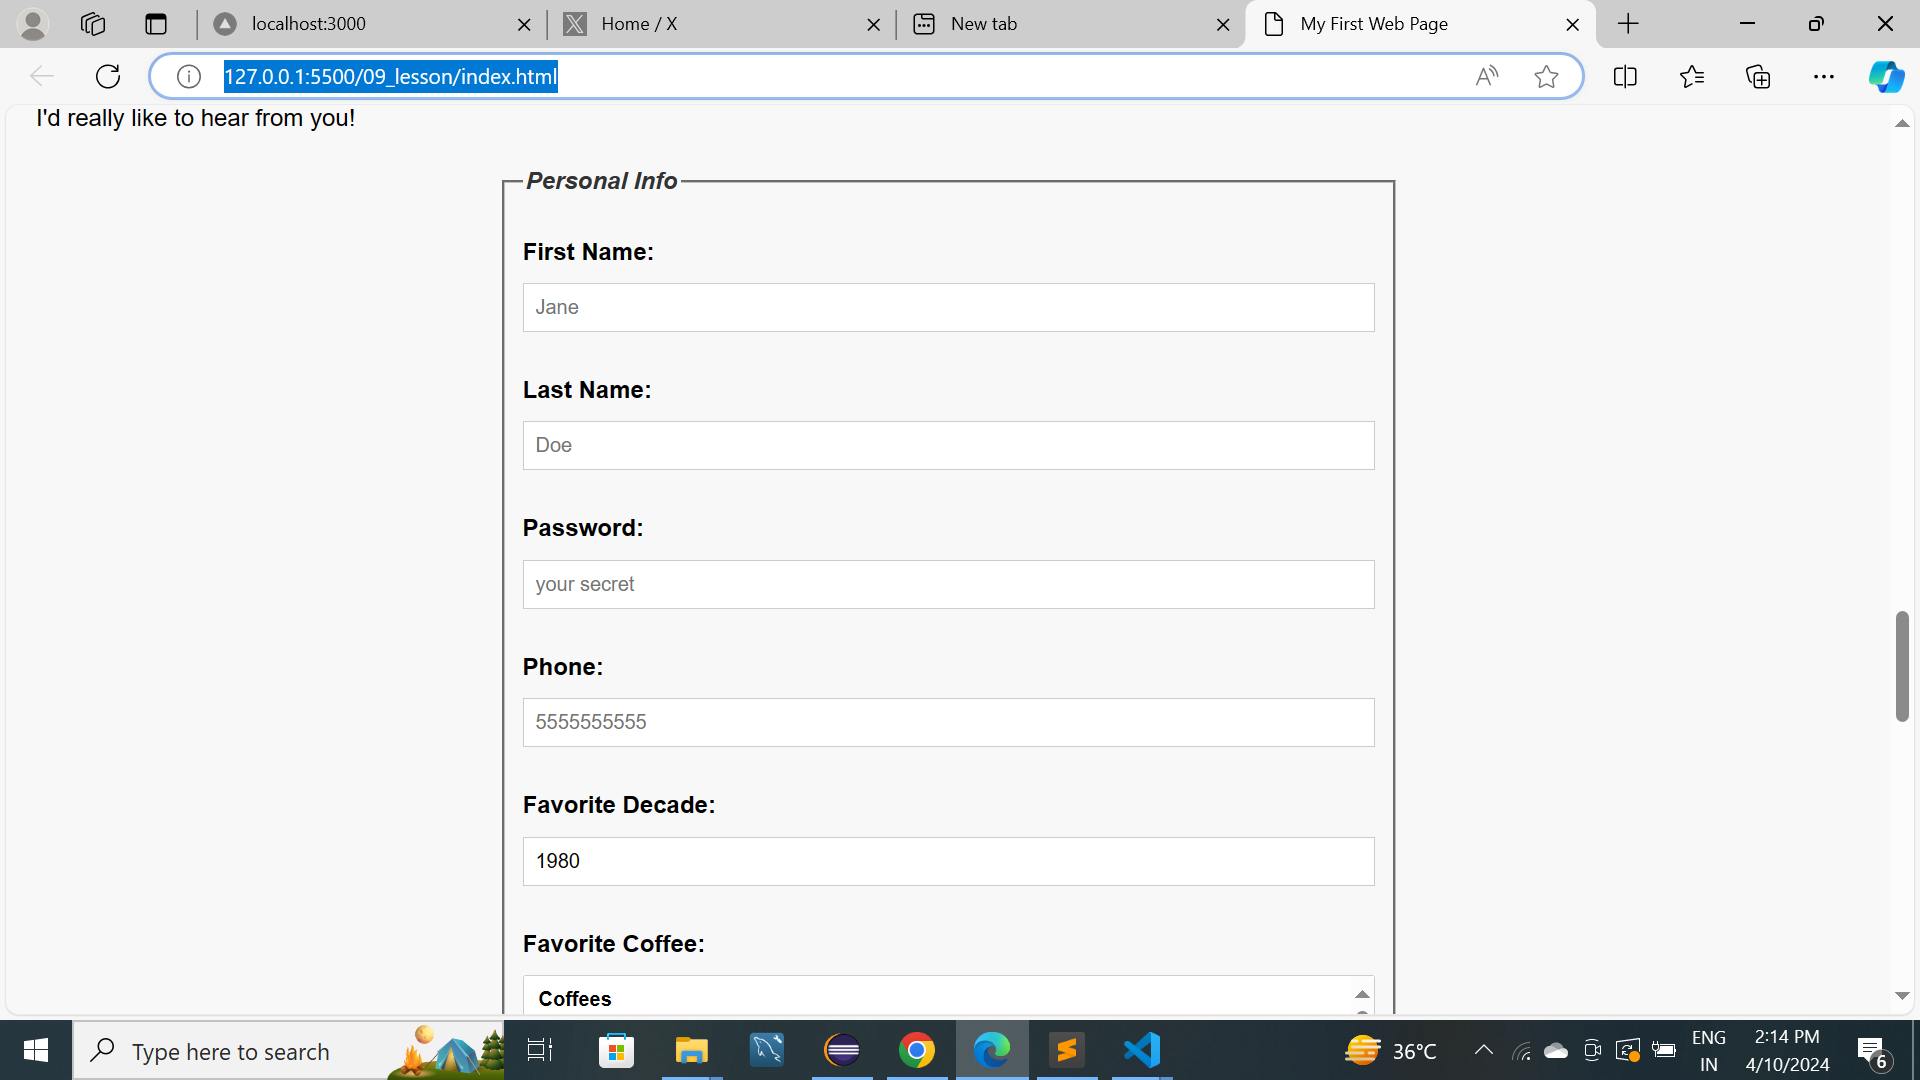 localhost:3000
Home / X
New tab
My First Web Page
127.0.0.1:5500/09_lesson/index.html
I'd really like to hear from you!
Personal Info
First Name:
Jane
Last Name:
Doe
Password:
your secret
Phone:
5555555555
Favorite Decade:
1980
Favorite Coffee:
Coffees
Type here to search
36°C
ENG
IN
2:14 PM
4/10/2024
6